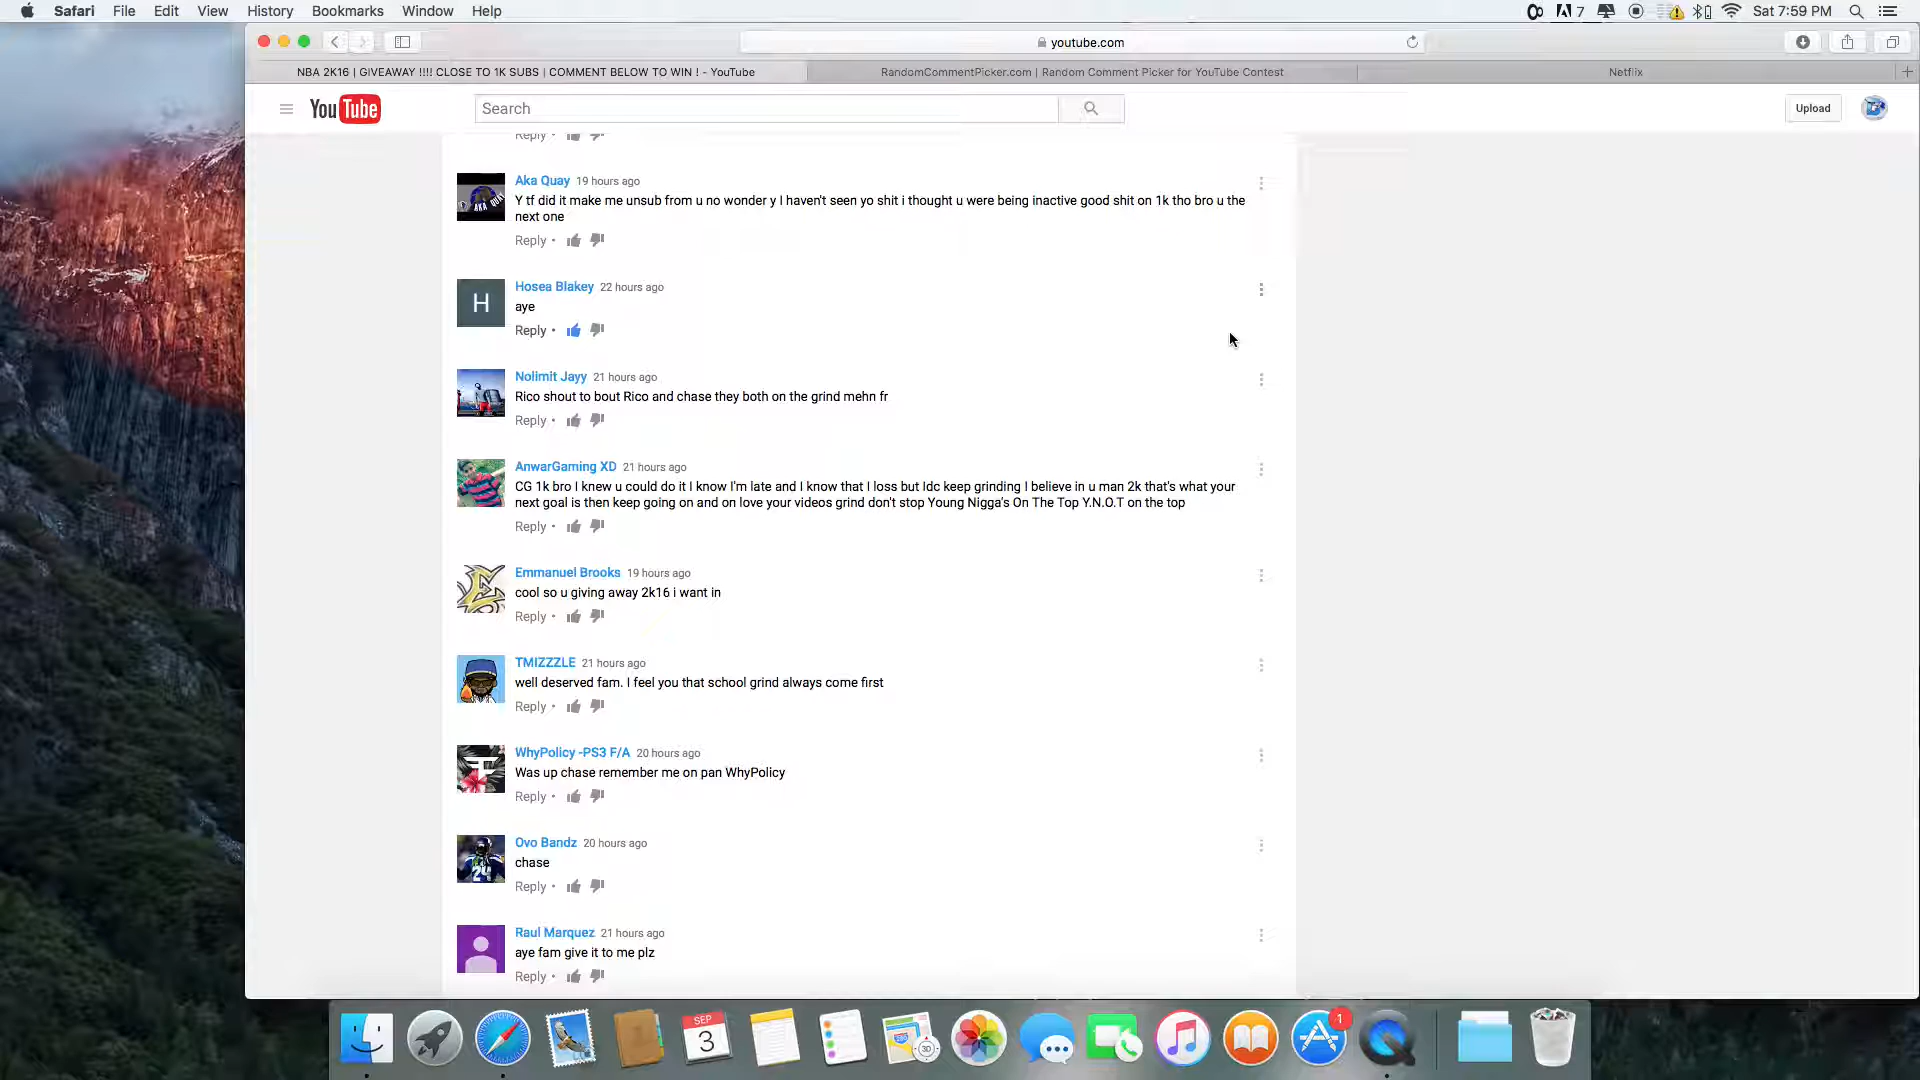 Safari File Edit View History Bookmarks Window Help
7 Sat 7:59 PM
youtube.com
NBA 2K16 | GIVEAWAY !!!! CLOSE TO 1K SUBS | COMMENT BELOW TO WIN ! - YouTube
RandomCommentPicker.com | Random Comment Picker for YouTube Contest
Netflix
YouTube
Search
Upload
Reply
Aka Quay 19 hours ago
Y tf did it make me unsub from u no wonder y I haven't seen yo shit i thought u were being inactive good shit on 1k tho bro u the
next one
Reply •
H
Hosea Blakey 22 hours ago
aye
Reply •
Nolimit Jayy 21 hours ago
Rico shout to bout Rico and chase they both on the grind mehn fr
Reply •
AnwarGaming XD 21 hours ago
CG 1k bro I knew u could do it I know I'm late and I know that I loss but Idc keep grinding I believe in u man 2k that's what your
next goal is then keep going on and on love your videos grind don't stop Young Nigga's On The Top Y.N.O.T on the top
Reply •
Emmanuel Brooks 19 hours ago
cool so u giving away 2k16 i want in
Reply •
TMIZZZLE 21 hours ago
well deserved fam. I feel you that school grind always come first
Reply •
WhyPolicy -PS3 F/A 20 hours ago
Was up chase remember me on pan WhyPolicy
Reply •
Ovo Bandz 20 hours ago
chase
Reply •
Raul Marquez 21 hours ago
aye fam give it to me plz
Reply •
SEP
3
1